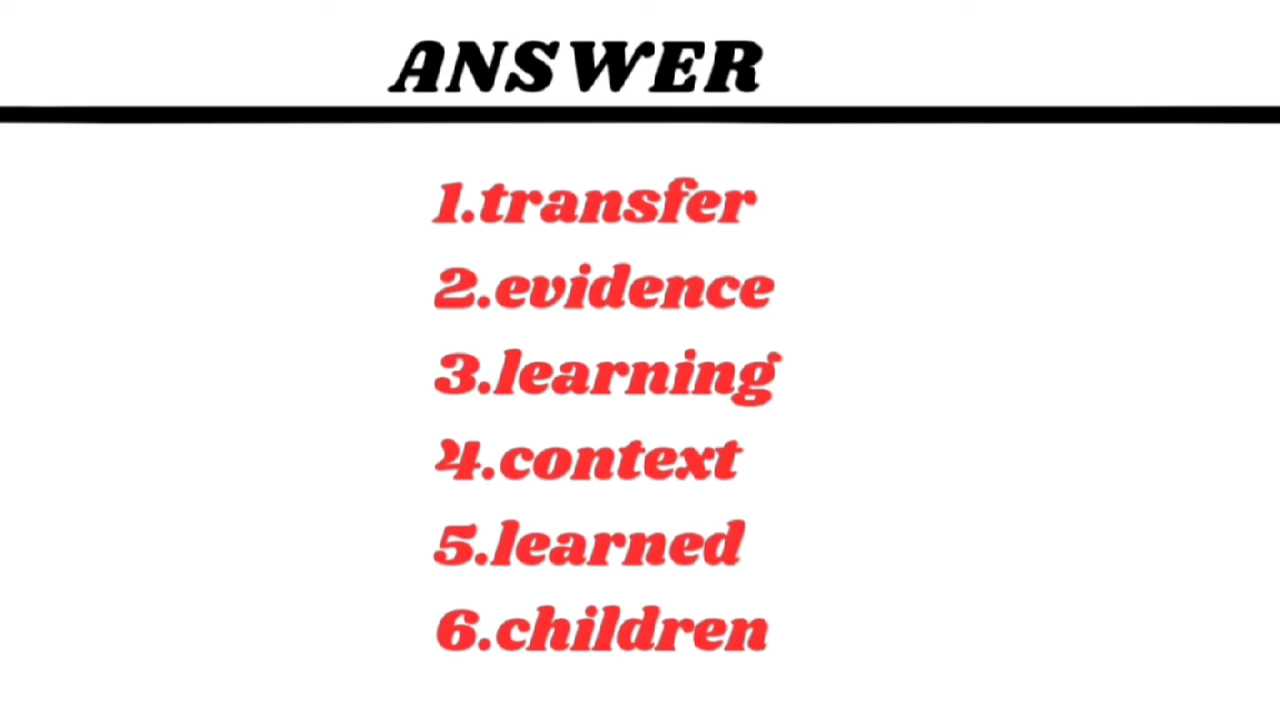 ANSWER
1.transfer
2.evidence
3.learning
4.context
5.learned
6.children